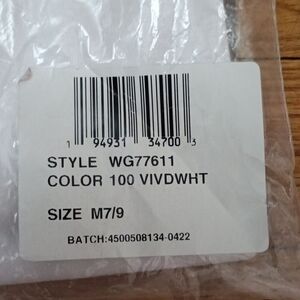 1 94931 34700 3
STYLE WG77611
COLOR 100 VIVDWHT
SIZE M7/9
BATCH:4500508134-0422